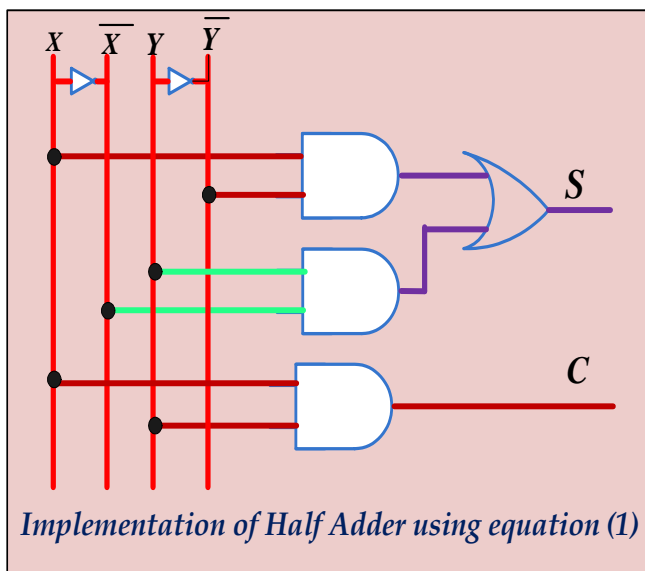 X X̅ Y Y̅
S
C
Implementation of Half Adder using equation (1)